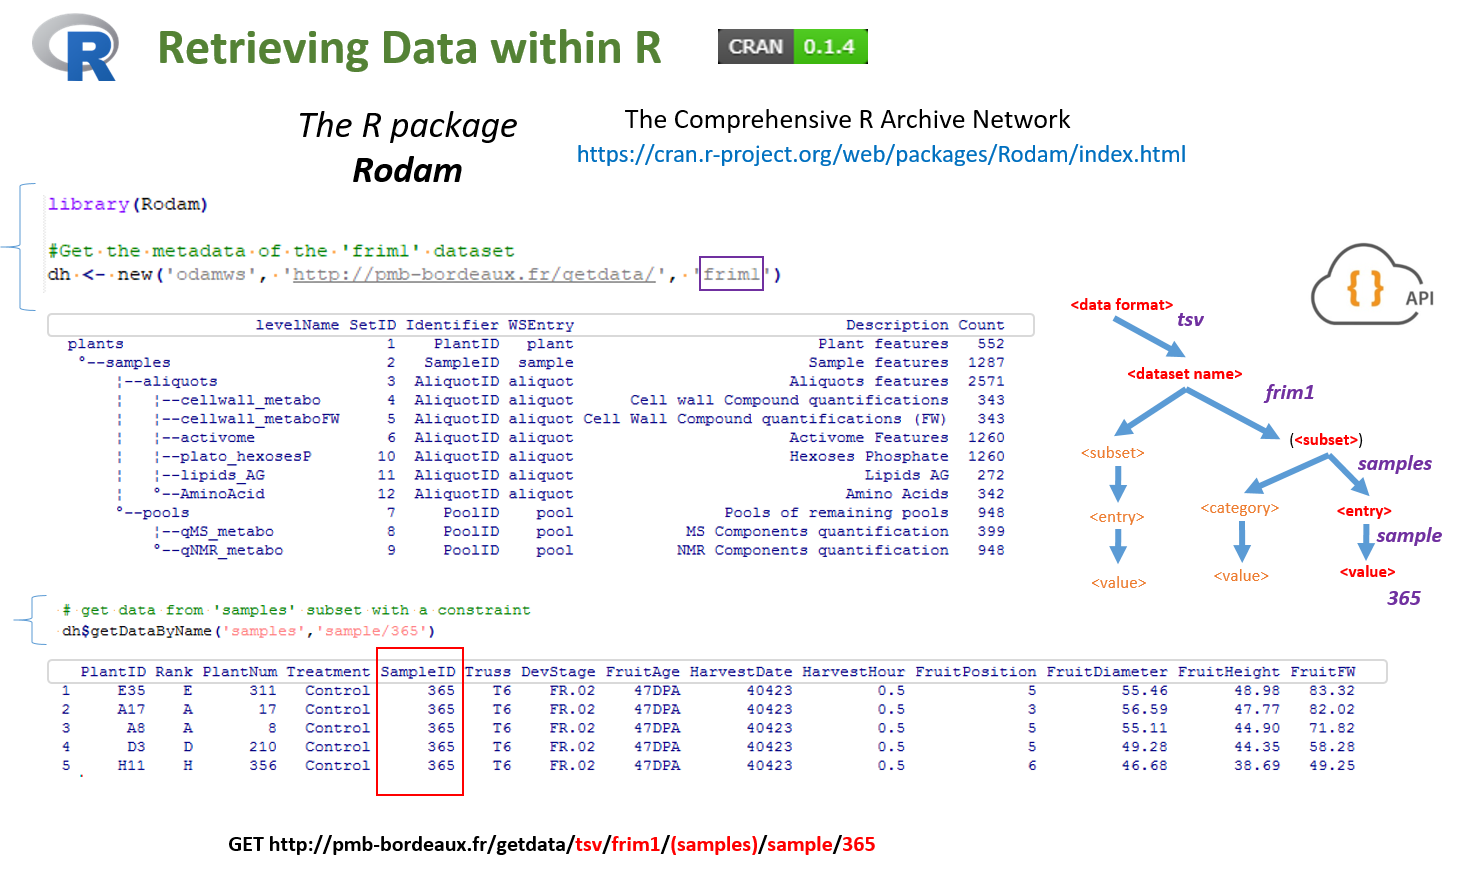 R
Retrieving Data within R
CRAN 0.1.4
The R package
Rodam
The Comprehensive R Archive Network
https://cran.r-project.org/web/packages/Rodam/index.html
library(Rodam)
#Get the metadata of the 'frim1' dataset
dh <- new('odamws', 'http://pmb-bordeaux.fr/getdata/', 'frim1')
levelName SetID Identifier WSEntry Description Count
plants 1 PlantID plant Plant features 552
°--samples 2 SampleID sample Sample features 1287
¦--aliquots 3 AliquotID aliquot Aliquots features 2571
¦ ¦--cellwall_metabo 4 AliquotID aliquot Cell wall Compound quantifications 343
¦ ¦--cellwall_metaboFW 5 AliquotID aliquot Cell Wall Compound quantifications (FW) 343
¦ ¦--activome 6 AliquotID aliquot Activome Features 1260
¦ ¦--plato_hexosesP 10 AliquotID aliquot Hexoses Phosphate 1260
¦ ¦--lipids_AG 11 AliquotID aliquot Lipids AG 272
¦ °--AminoAcid 12 AliquotID aliquot Amino Acids 342
°--pools 7 PoolID pool Pools of remaining pools 948
¦--qMS_metabo 8 PoolID pool MS Components quantification 399
°--qNMR_metabo 9 PoolID pool NMR Components quantification 948
{ } API
<data format>
tsv
<dataset name>
frim1
<subset>
(<subset>)
samples
<entry>
<category>
<entry>
sample
<value>
<value>
<value>
365
# get data from 'samples' subset with a constraint
dh$getDataByName('samples','sample/365')
PlantID Rank PlantNum Treatment SampleID Truss DevStage FruitAge HarvestDate HarvestHour FruitPosition FruitDiameter FruitHeight FruitFW
1 E35 E 311 Control 365 T6 FR.02 47DPA 40423 0.5 5 55.46 48.98 83.32
2 A17 A 17 Control 365 T6 FR.02 47DPA 40423 0.5 3 56.59 47.77 82.02
3 A8 A 8 Control 365 T6 FR.02 47DPA 40423 0.5 5 55.11 44.90 71.82
4 D3 D 210 Control 365 T6 FR.02 47DPA 40423 0.5 5 49.28 44.35 58.28
5 H11 H 356 Control 365 T6 FR.02 47DPA 40423 0.5 6 46.68 38.69 49.25
GET http://pmb-bordeaux.fr/getdata/tsv/frim1/(samples)/sample/365